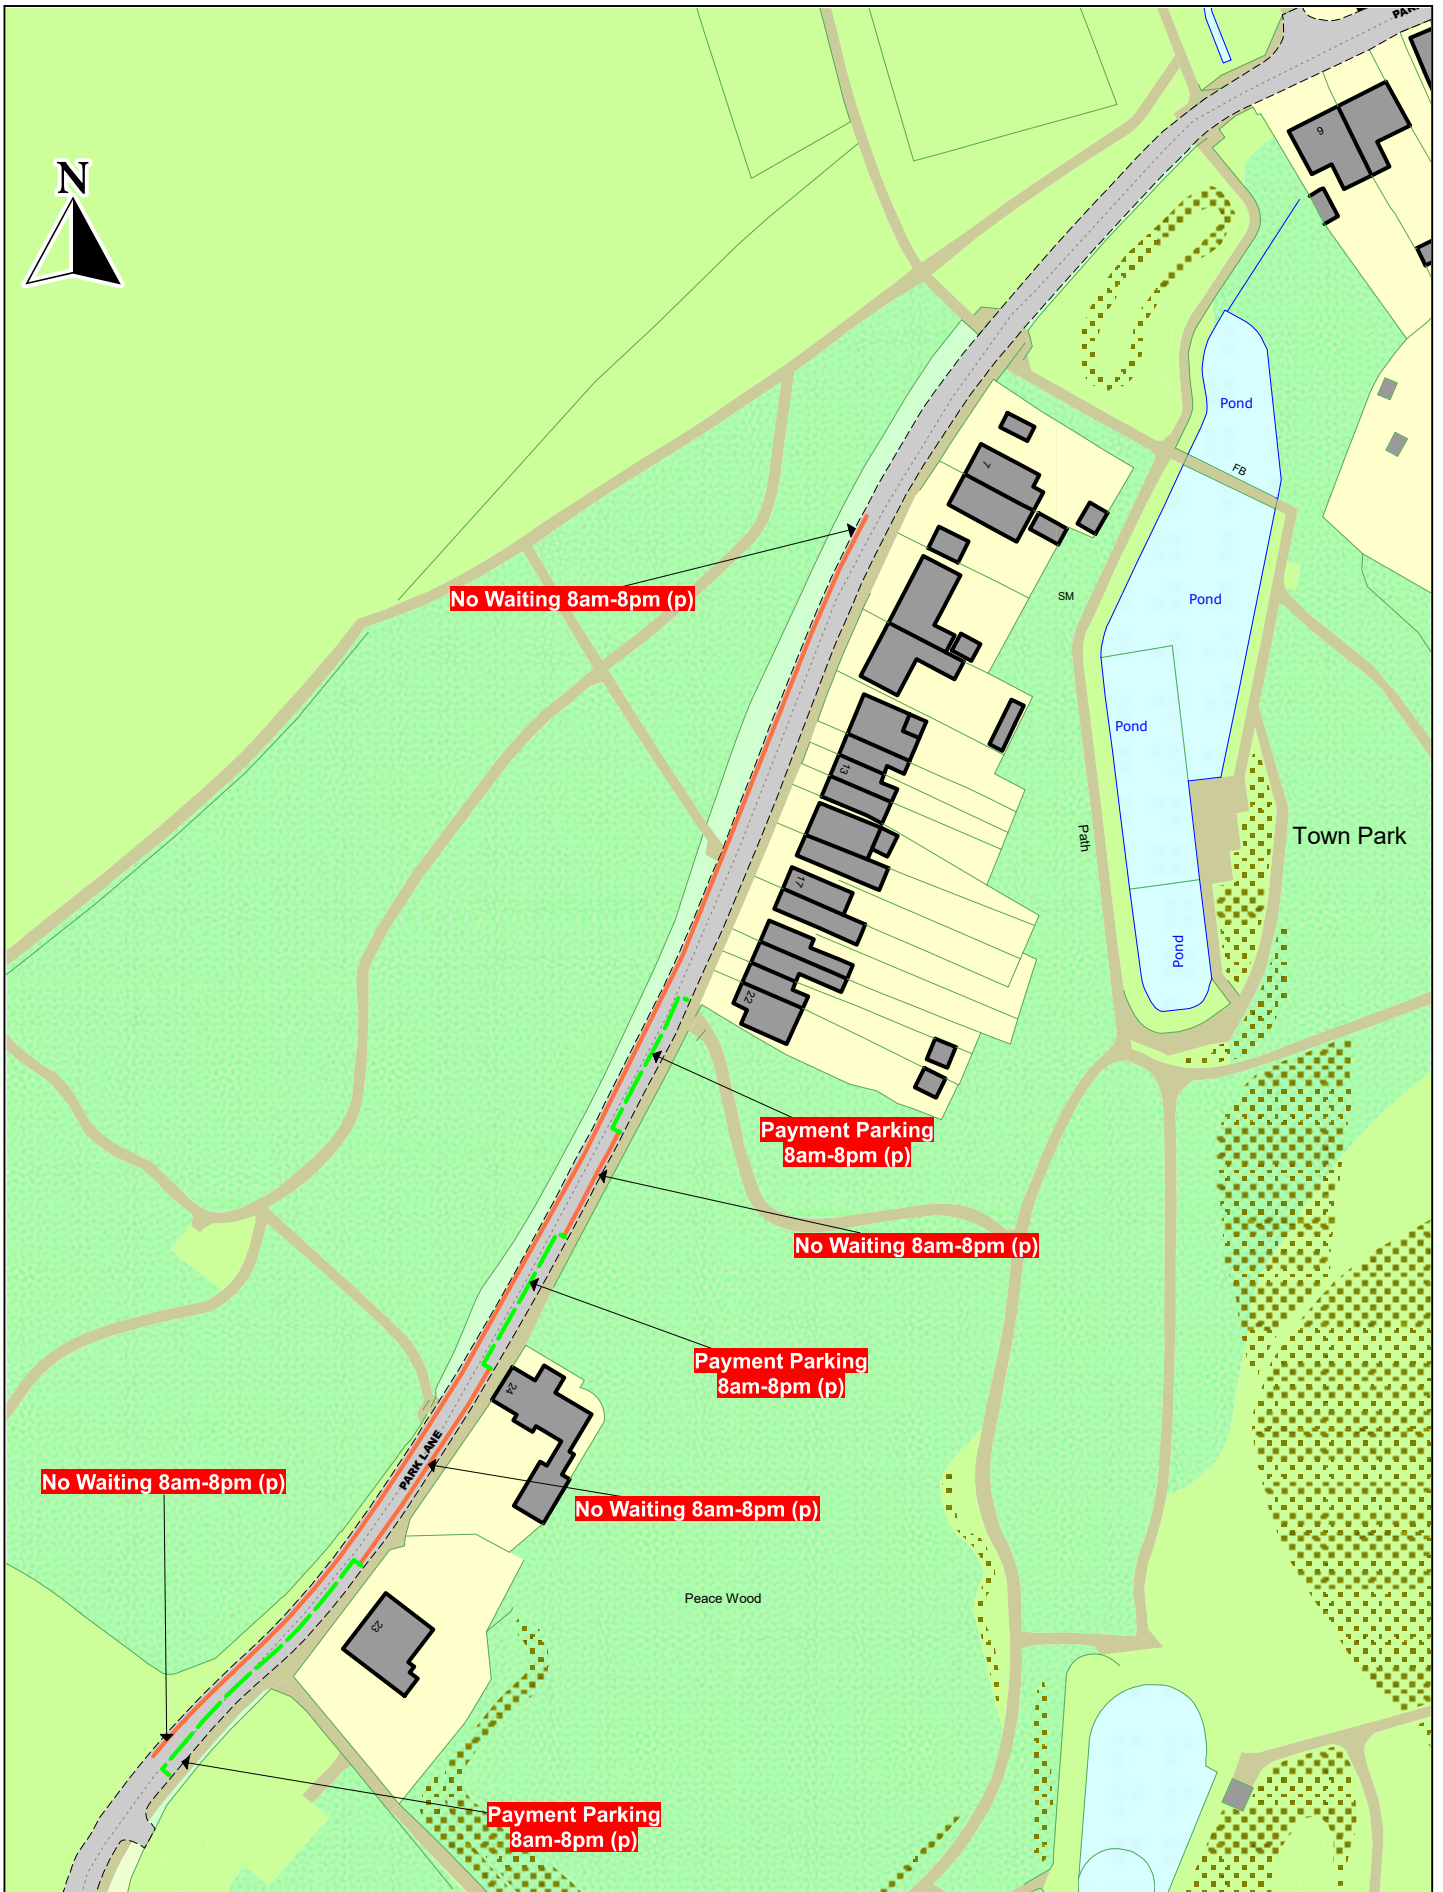 N
9
Pond
7
FB
No Waiting 8am-8pm (p)
SM
Pond
Pond
13
Path
Town Park
17
Pond
22
Payment Parking
8am-8pm (p)
No Waiting 8am-8pm (p)
Payment Parking
8am-8pm (p)
24
PARK LANE
No Waiting 8am-8pm (p)
No Waiting 8am-8pm (p)
Peace Wood
23
Payment Parking
8am-8pm (p)